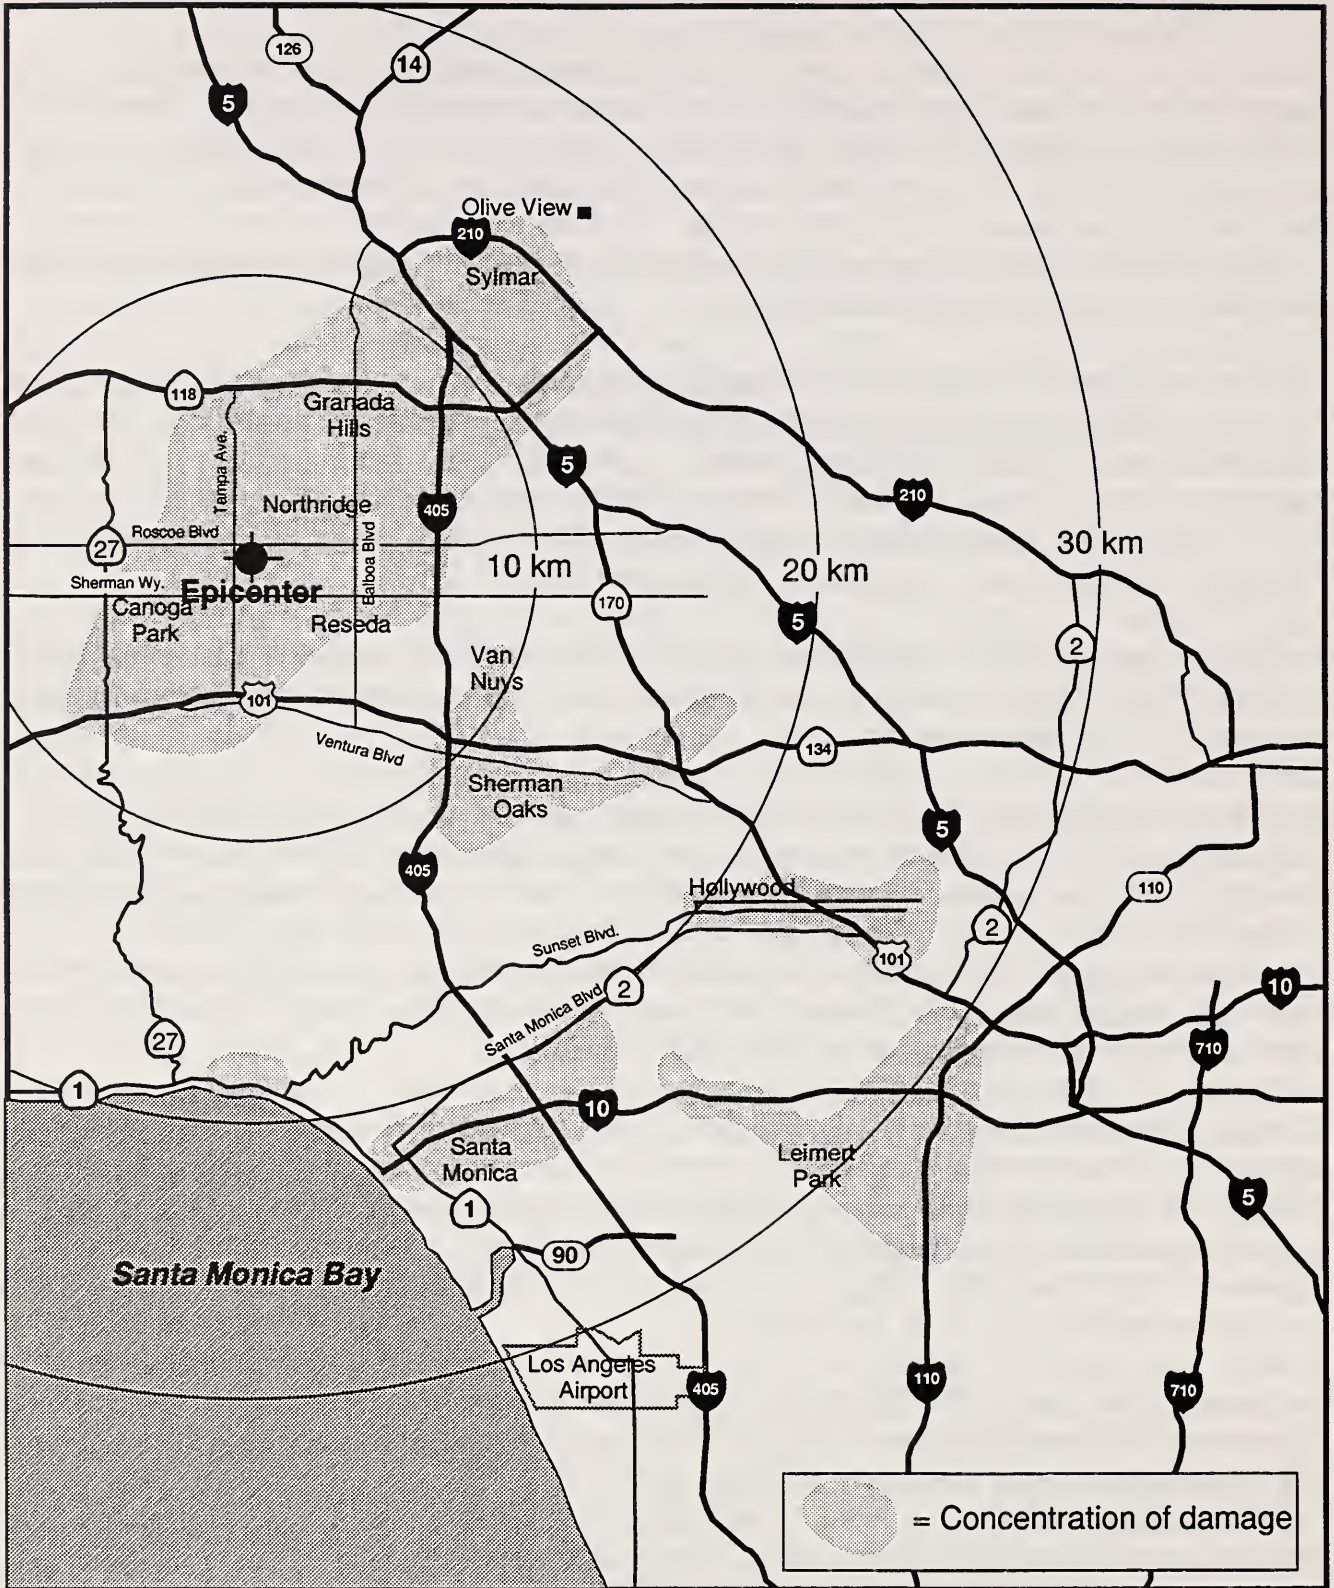 126
14
5
Olive View
210
Sylmar
118
Granada
Hills
Tampa Ave.
5
Northridge
405
210
Roscoe Blvd
27
Balboa Blvd
10 km
20 km
30 km
Sherman Wy.
Epicenter
Canoga
Park
170
5
Reseda
2
Van
Nuys
101
Ventura Blvd
134
Sherman
Oaks
5
405
Hollywood
110
2
Sunset Blvd.
101
Santa Monica Blvd
2
10
27
710
1
10
Santa
Monica
Leimert
Park
1
5
90
Santa Monica Bay
Los Angeles
Airport
405
110
710
= Concentration of damage